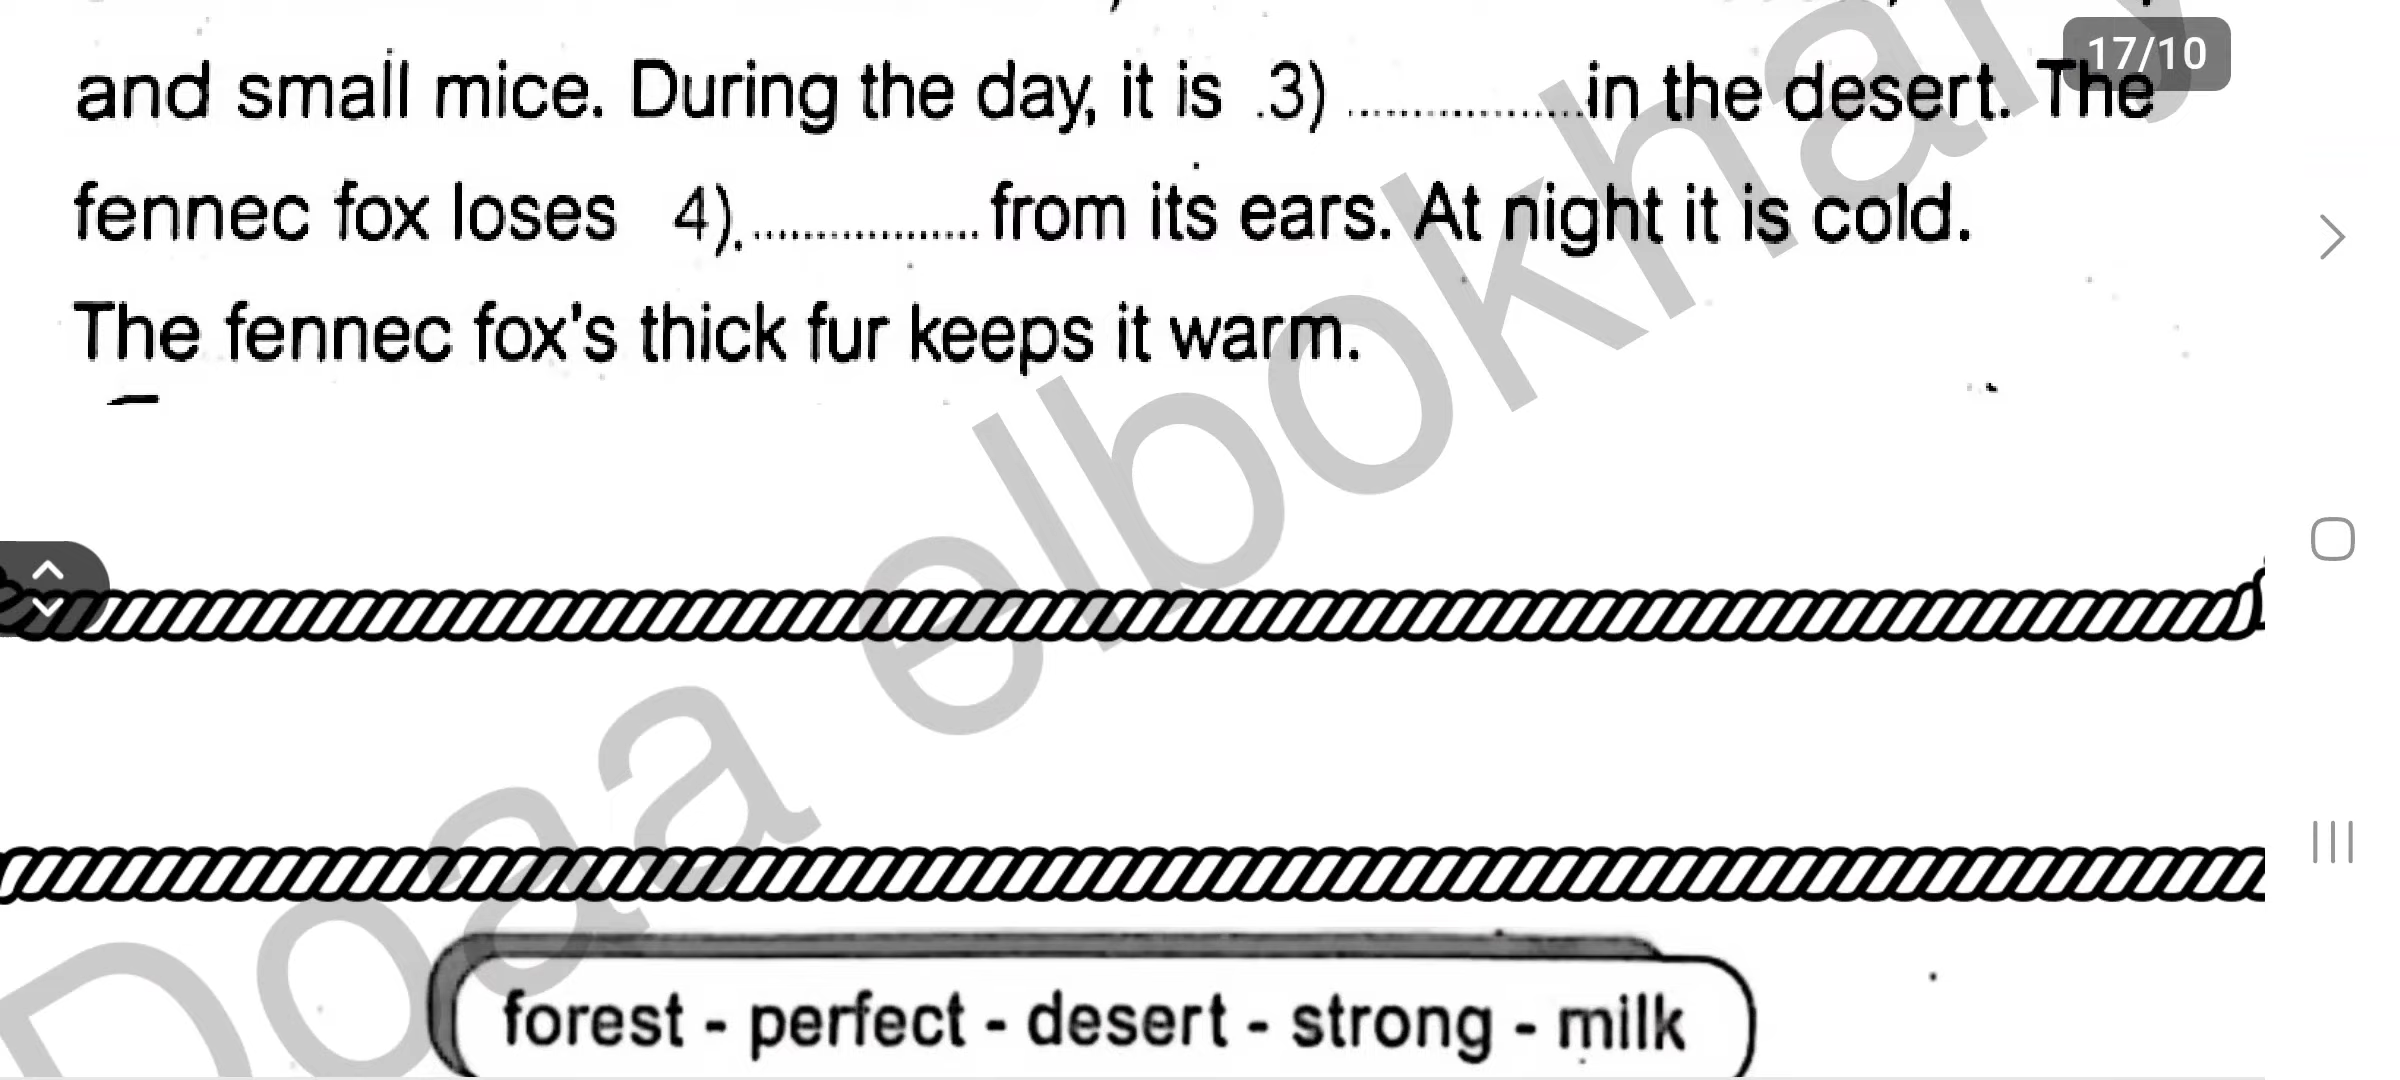 17/10
and small mice. During the day, it is .3) ..................in the desert. The
fennec fox loses 4)...................from its ears. At night it is cold.
The fennec fox's thick fur keeps it warm.
Doaa elbokhary
forest - perfect - desert - strong - milk